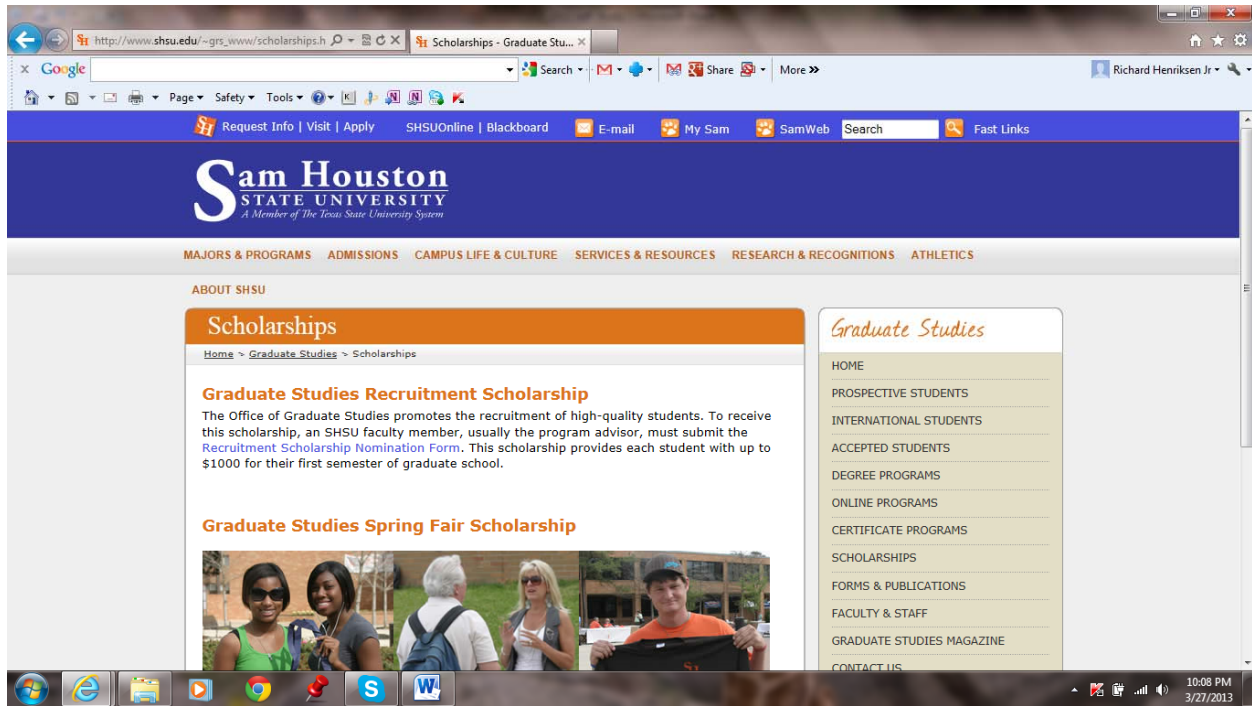 http://www.shsu.edu/~grs_www/scholarships.h
Scholarships - Graduate Stu...
Google
Search
Share
More »
Richard Henriksen Jr
Page Safety Tools
Request Info | Visit | Apply SHSUOnline | Blackboard E-mail My Sam SamWeb Search Fast Links
Sam Houston
STATE UNIVERSITY
A Member of The Texas State University System
MAJORS & PROGRAMS ADMISSIONS CAMPUS LIFE & CULTURE SERVICES & RESOURCES RESEARCH & RECOGNITIONS ATHLETICS
ABOUT SHSU
Scholarships
Home > Graduate Studies > Scholarships
Graduate Studies Recruitment Scholarship
The Office of Graduate Studies promotes the recruitment of high-quality students. To receive
this scholarship, an SHSU faculty member, usually the program advisor, must submit the
Recruitment Scholarship Nomination Form. This scholarship provides each student with up to
$1000 for their first semester of graduate school.
Graduate Studies Spring Fair Scholarship
Graduate Studies
HOME
PROSPECTIVE STUDENTS
INTERNATIONAL STUDENTS
ACCEPTED STUDENTS
DEGREE PROGRAMS
ONLINE PROGRAMS
CERTIFICATE PROGRAMS
SCHOLARSHIPS
FORMS & PUBLICATIONS
FACULTY & STAFF
GRADUATE STUDIES MAGAZINE
CONTACT US
10:08 PM
3/27/2013